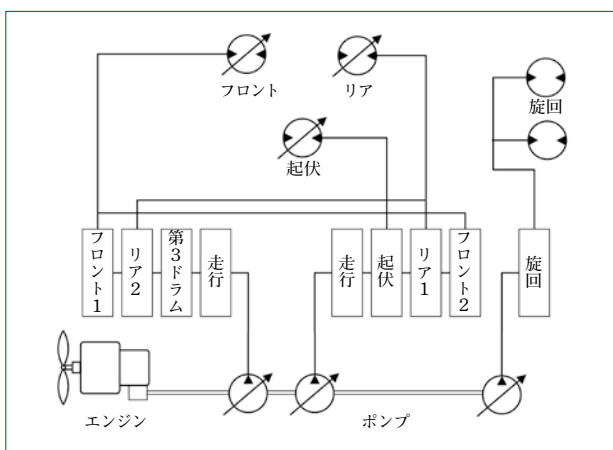 フロント
リア
旋回
起伏
フロント1
リア2
第3ドラム
走行
走行
起伏
リア1
フロント2
旋回
エンジン
ポンプ